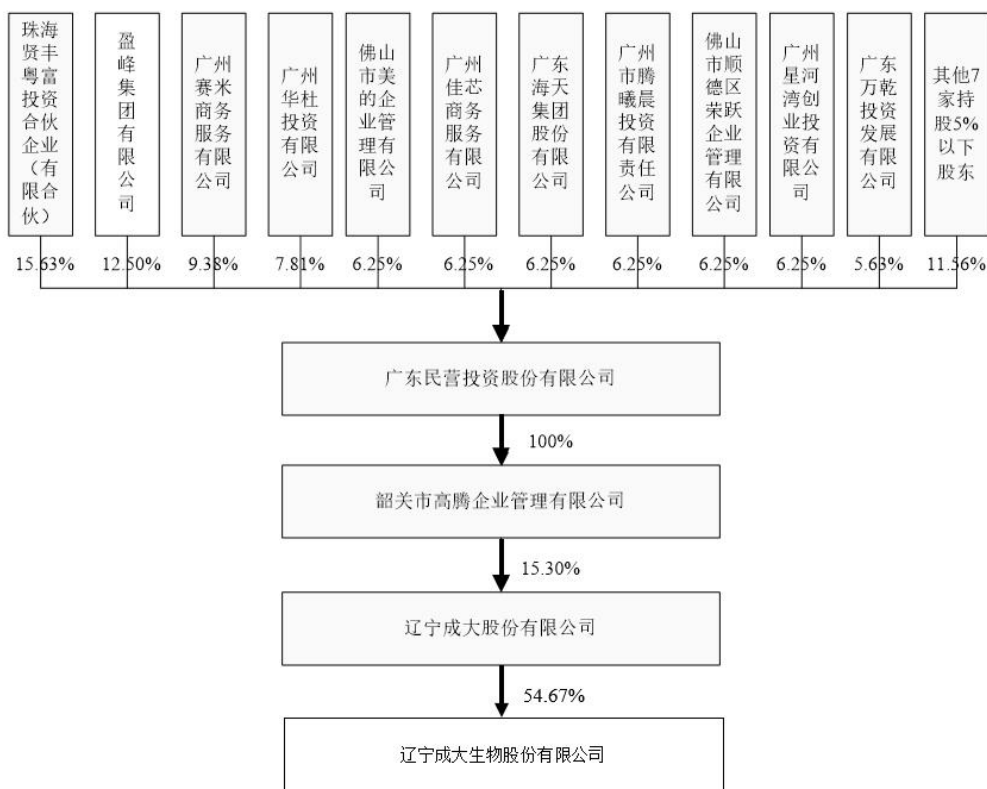 珠海贤丰粤富投资合伙企业（有限合伙）
盈峰集团有限公司
广州赛米商务服务有限公司
广州华杜投资有限公司
佛山市美的企业管理有限公司
广州佳芯商务服务有限公司
广东海天集团股份有限公司
广州市腾曦晨投资有限责任公司
佛山市顺德区荣跃企业管理有限公司
广州星河湾创业投资有限公司
广东万乾投资发展有限公司
其他7家持股5%以下股东
15.63% 12.50% 9.38% 7.81% 6.25% 6.25% 6.25% 6.25% 6.25% 6.25% 5.63% 11.56%
广东民营投资股份有限公司
100%
韶关市高腾企业管理有限公司
15.30%
辽宁成大股份有限公司
54.67%
辽宁成大生物股份有限公司